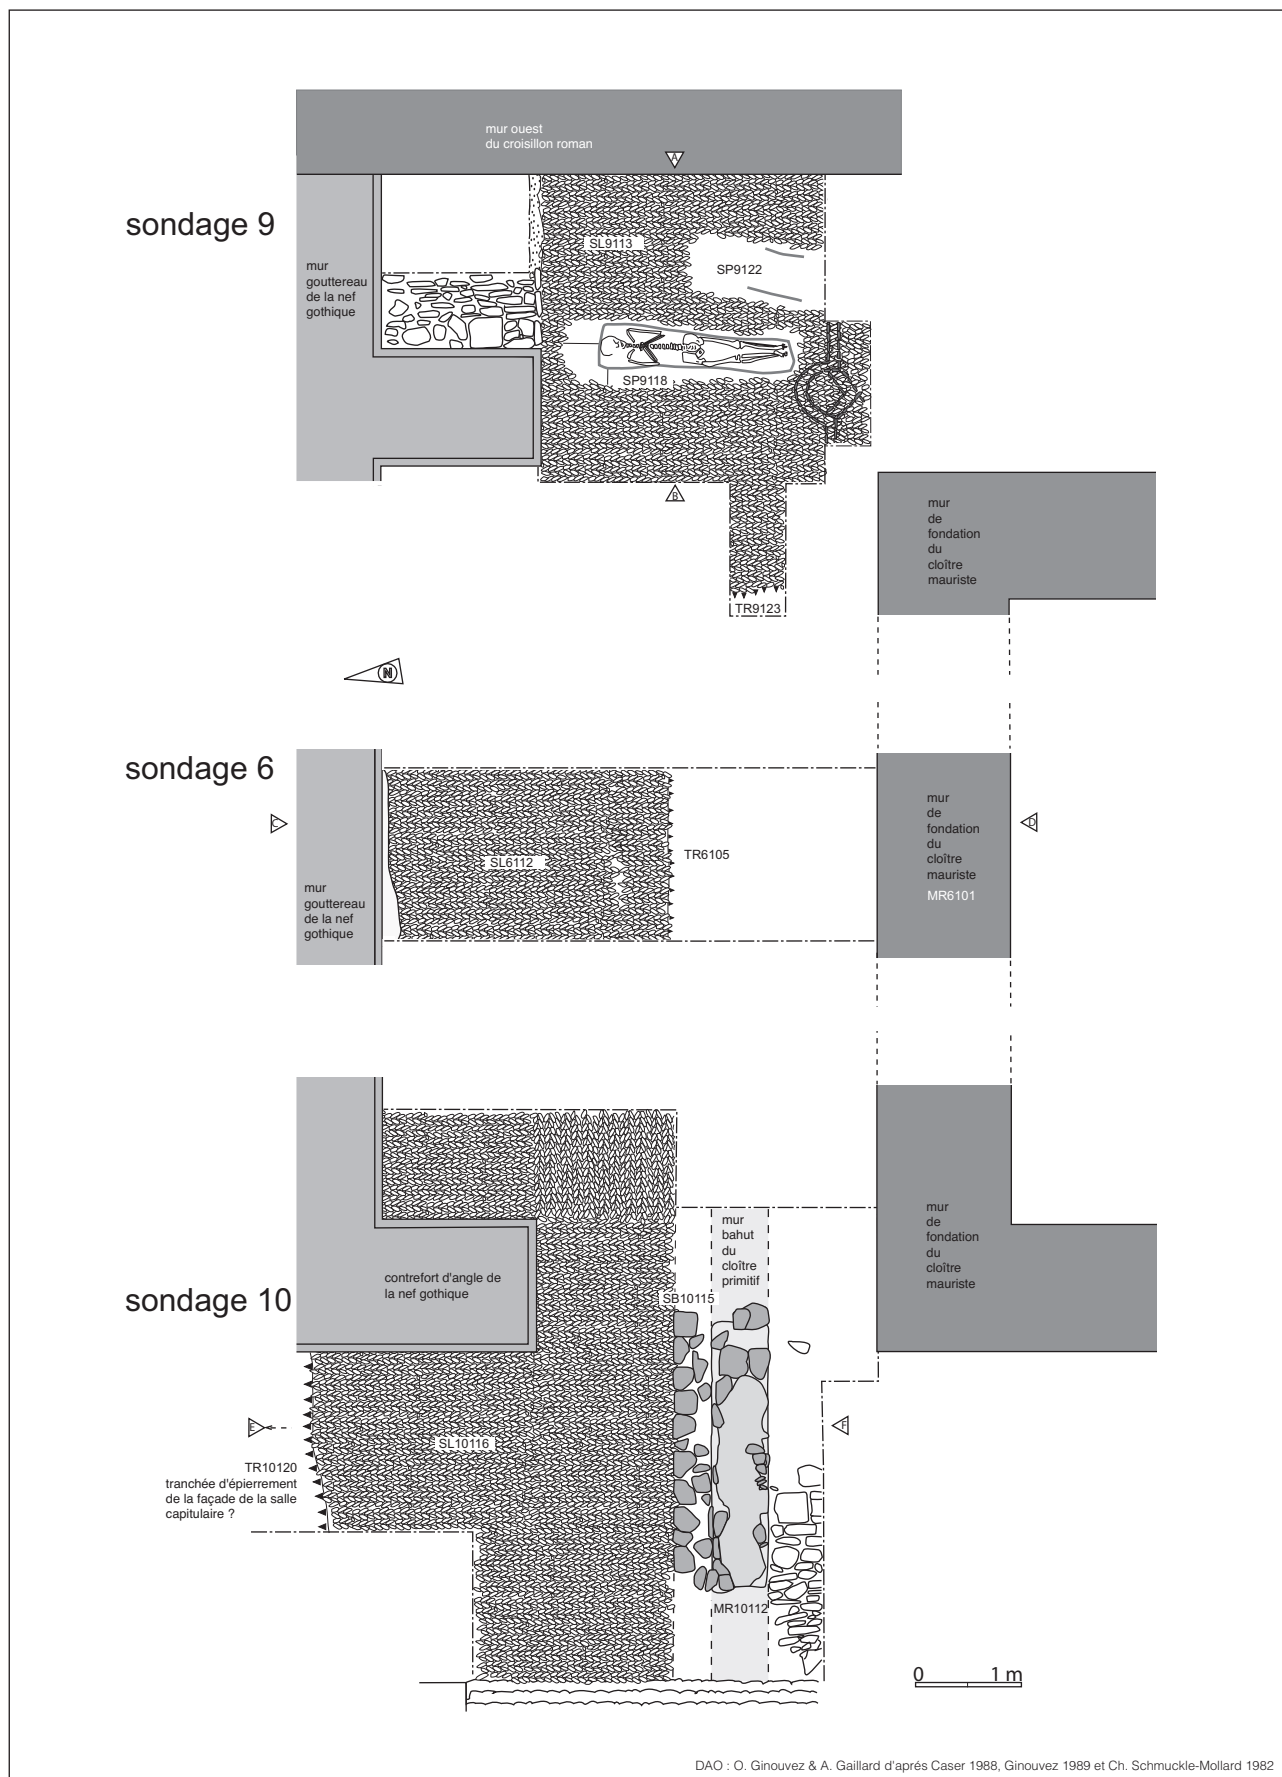 mur ouest
du croisillon roman
A
sondage 9
SL9113
mur
gouttereau
de la nef
gothique
SP9122
SP9118
B
mur
de
fondation
du
cloître
mauriste
TR9123
N
sondage 6
C
SL6112
TR6105
mur
de
fondation
du
cloître
mauriste
MR6101
D
mur
gouttereau
de la nef
gothique
mur
bahut
du
cloître
primitif
mur
de
fondation
du
cloître
mauriste
contrefort d'angle de
la nef gothique
sondage 10
SB10115
E
SL10116
F
TR10120
tranchée d'épierrement
de la façade de la salle
capitulaire ?
MR10112
0 1 m
DAO : O. Ginouvez & A. Gaillard d'aprés Caser 1988, Ginouvez 1989 et Ch. Schmuckle-Mollard 1982